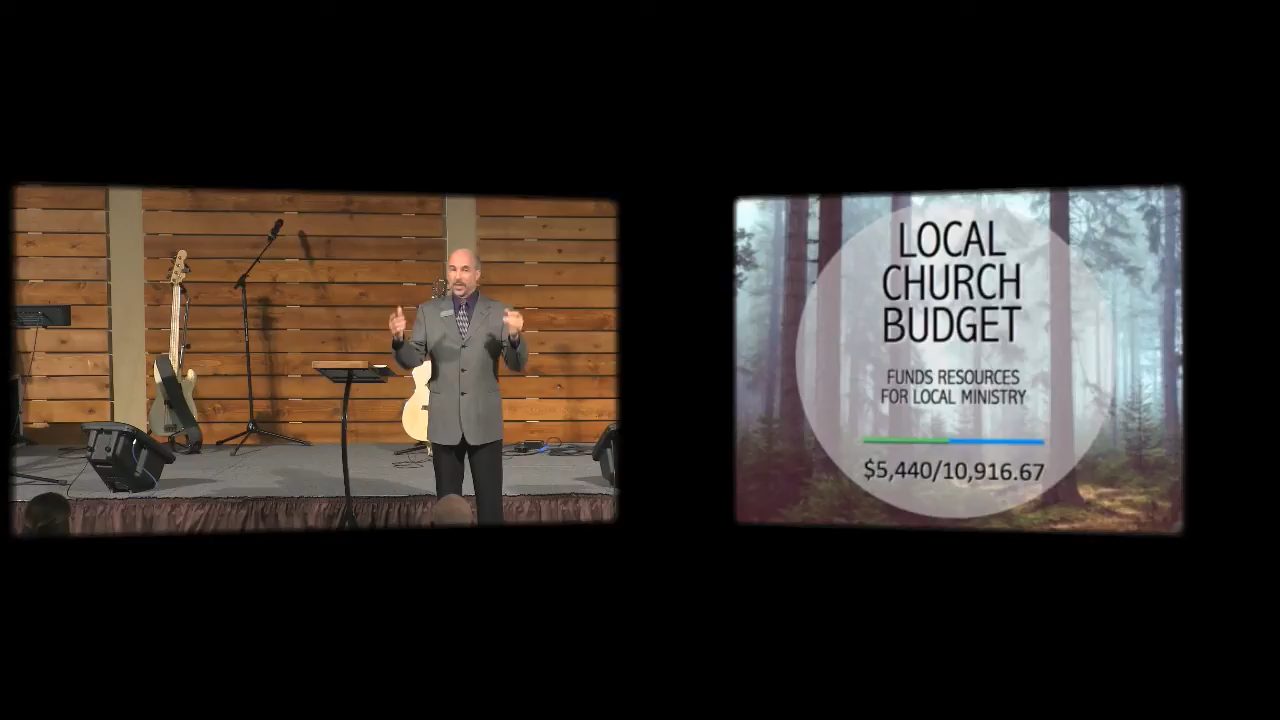 LOCAL
CHURCH
BUDGET
FUNDS RESOURCES
FOR LOCAL MINISTRY
$5,440/10,916.67